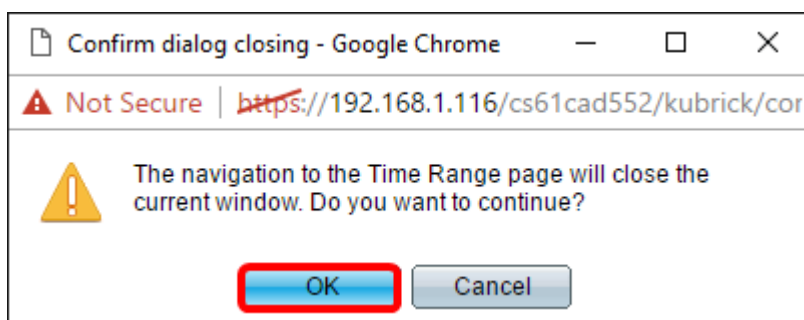 Confirm dialog closing - Google Chrome
Not Secure | https://192.168.1.116/cs61cad552/kubrick/cor
The navigation to the Time Range page will close the
current window. Do you want to continue?
OK Cancel